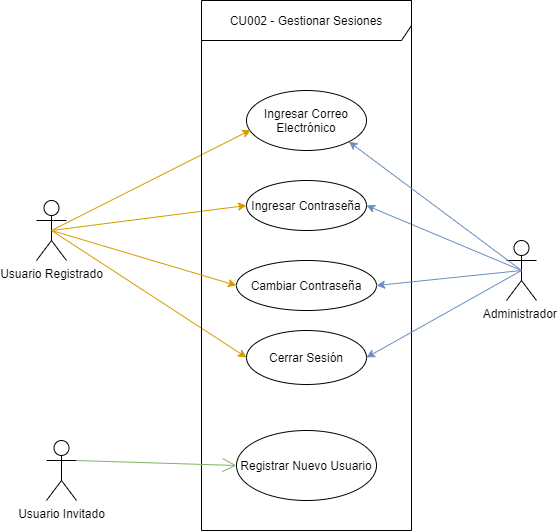 CU002 - Gestionar Sesiones
Ingresar Correo
Electrónico
Ingresar Contraseña
Usuario Registrado
Cambiar Contraseña
Administrador
Cerrar Sesión
Registrar Nuevo Usuario
Usuario Invitado